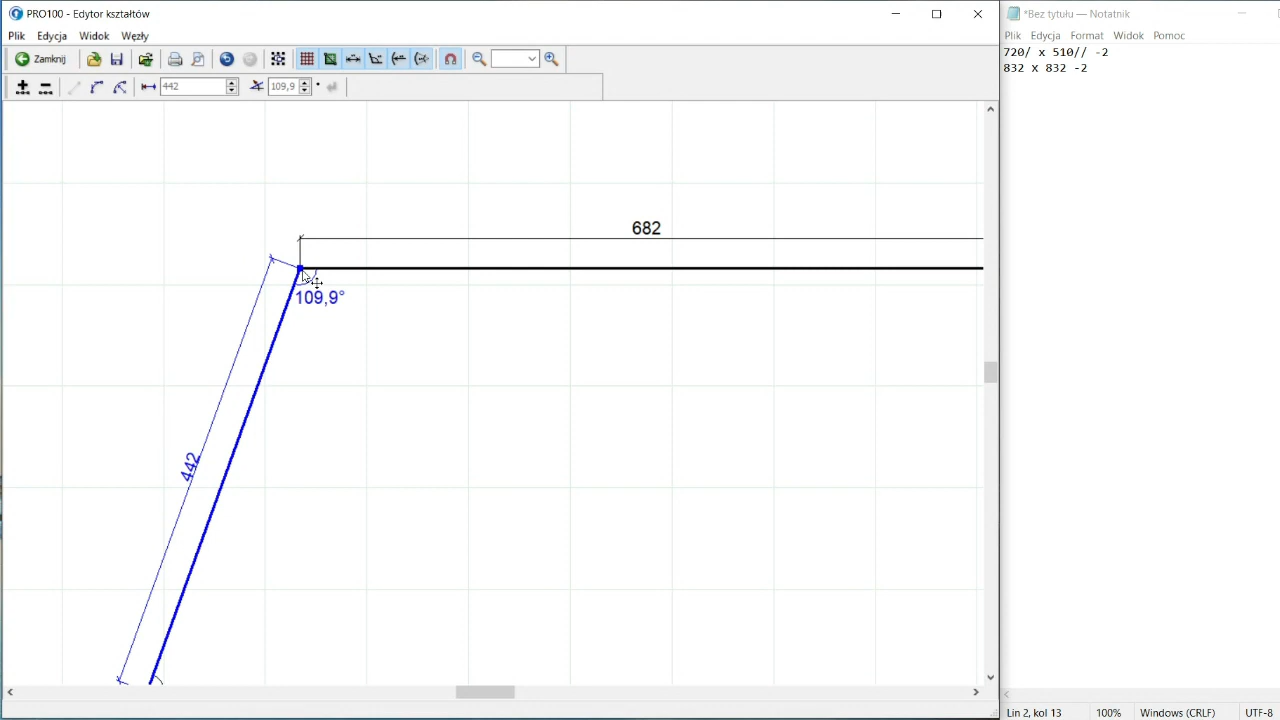 PRO100 - Edytor kształtów
Plik Edycja Widok Węzły
Zamknij
442 109,9 °
682
109,9°
442
*Bez tytułu — Notatnik
Plik Edycja Format Widok Pomoc
720/ x 510// -2
832 x 832 -2
Lin 2, kol 13 100% Windows (CRLF) UTF-8